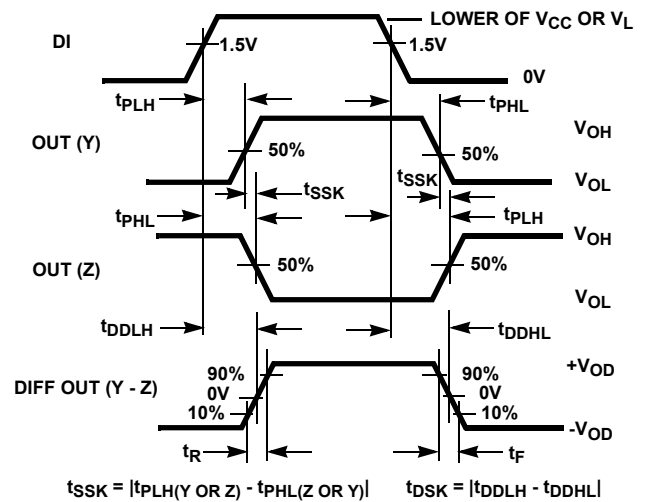 LOWER OF VCC OR VL
DI
1.5V
1.5V
0V
tPLH
tPHL
OUT (Y)
VOH
50%
50%
tSSK
tSSK
VOL
tPHL
tPLH
VOH
OUT (Z)
50%
50%
VOL
tDDLH
tDDHL
+VOD
90%
90%
DIFF OUT (Y - Z)
0V
0V
10%
10%
-VOD
tR
tF
tSSK = |tPLH(Y OR Z) - tPHL(Z OR Y)|
tDSK = |tDDLH - tDDHL|